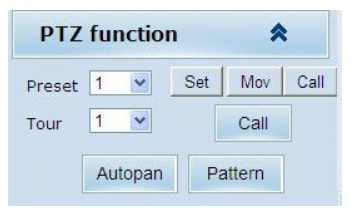 PTZ function
Preset 1 Set Mov Call
Tour 1 Call
Autopan Pattern